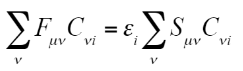 ∑_ν F_{μν} C_{νi} = ε_i ∑_ν S_{μν} C_{νi}